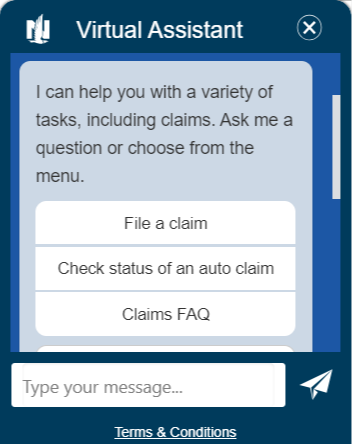 Virtual Assistant
I can help you with a variety of
tasks, including claims. Ask me a
question or choose from the
menu.
File a claim
Check status of an auto claim
Claims FAQ
Type your message...
Terms & Conditions